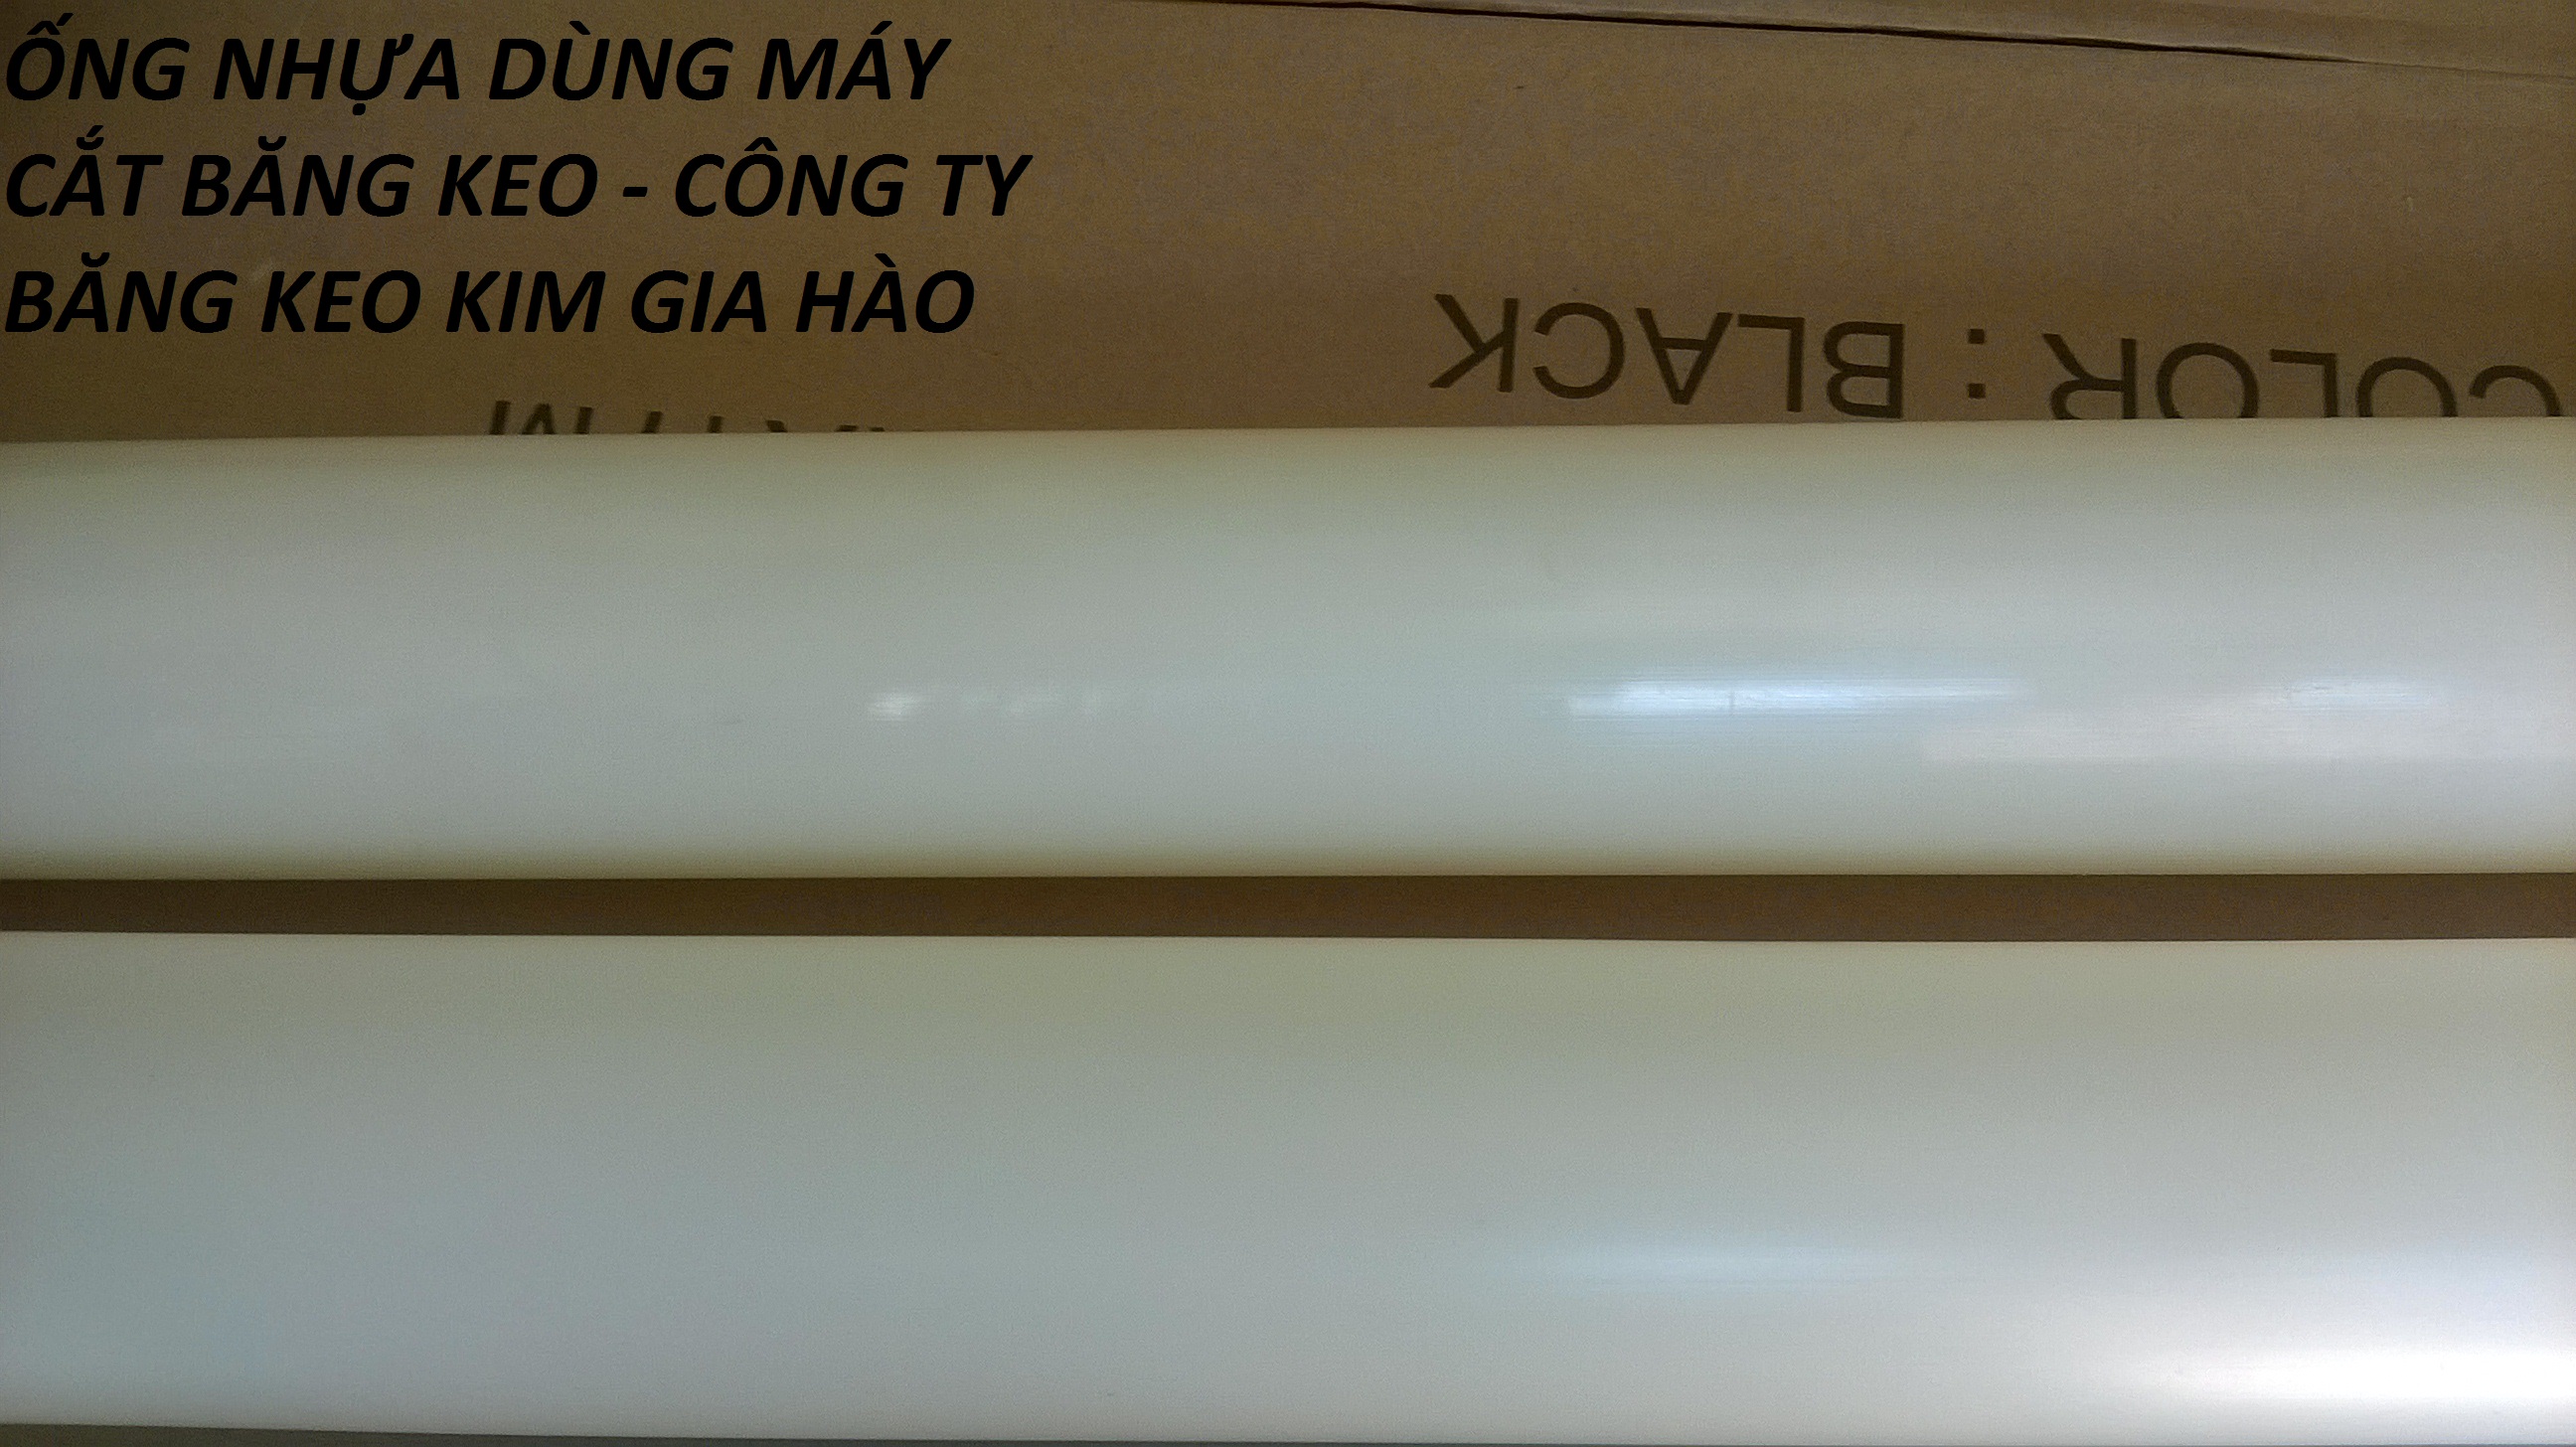 ỐNG NHỰA DÙNG MÁY
CẮT BĂNG KEO - CÔNG TY
BĂNG KEO KIM GIA HÀO
COLOR : BLACK